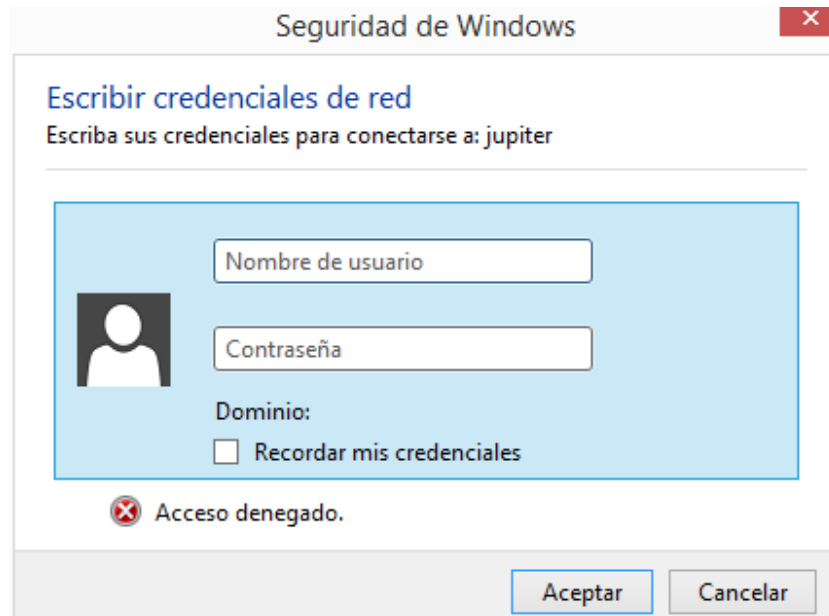 Seguridad de Windows
Escribir credenciales de red
Escriba sus credenciales para conectarse a: jupiter
Nombre de usuario
Contraseña
Dominio:
Recordar mis credenciales
Acceso denegado.
Aceptar Cancelar